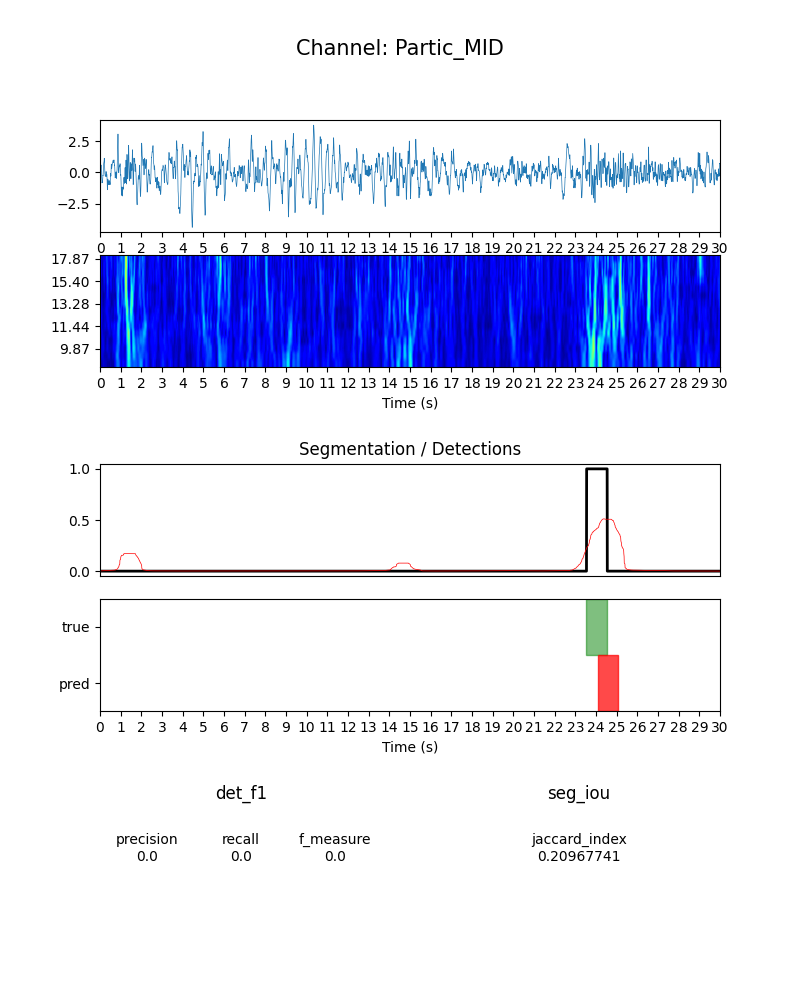 Channel: Partic_MID
2.5
0.0
−2.5
0 1 2 3 4 5 6 7 8 9 10 11 12 13 14 15 16 17 18 19 20 21 22 23 24 25 26 27 28 29 30
17.87
15.40
13.28
11.44
9.87
0 1 2 3 4 5 6 7 8 9 10 11 12 13 14 15 16 17 18 19 20 21 22 23 24 25 26 27 28 29 30
Time (s)
Segmentation / Detections
1.0
0.5
0.0
true
pred
0 1 2 3 4 5 6 7 8 9 10 11 12 13 14 15 16 17 18 19 20 21 22 23 24 25 26 27 28 29 30
Time (s)
det_f1 seg_iou
precision recall f_measure jaccard_index
0.0 0.0 0.0 0.20967741